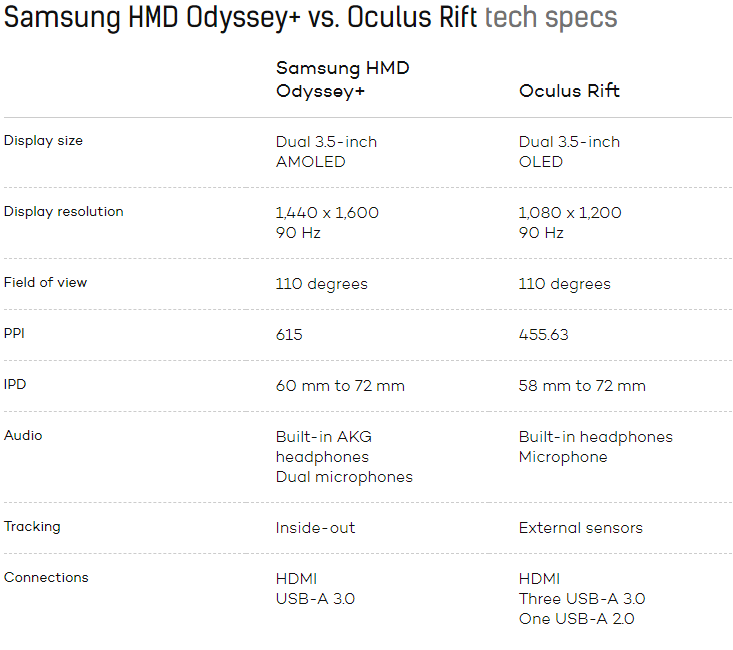 Samsung HMD Odyssey+ vs. Oculus Rift tech specs
Samsung HMD
Odyssey+
Oculus Rift
Display size
Dual 3.5-inch
AMOLED
Dual 3.5-inch
OLED
Display resolution
1,440 x 1,600
90 Hz
1,080 x 1,200
90 Hz
Field of view
110 degrees
110 degrees
PPI
615
455.63
IPD
60 mm to 72 mm
58 mm to 72 mm
Audio
Built-in AKG
headphones
Dual microphones
Built-in headphones
Microphone
Tracking
Inside-out
External sensors
Connections
HDMI
USB-A 3.0
HDMI
Three USB-A 3.0
One USB-A 2.0